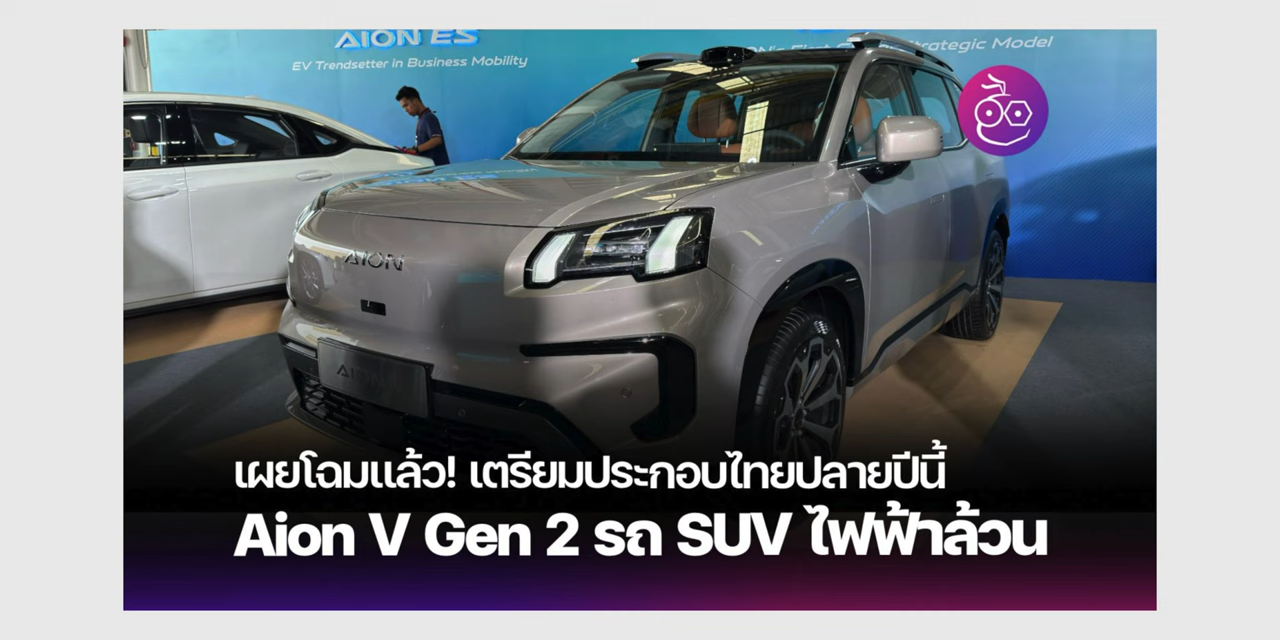 AION ES
EV Trendsetter in Business Mobility
Strategic Model
AION
AION
เผยโฉมแล้ว! เตรียมประกอบไทยปลายปีนี้
Aion V Gen 2 รถ SUV ไฟฟ้าล้วน